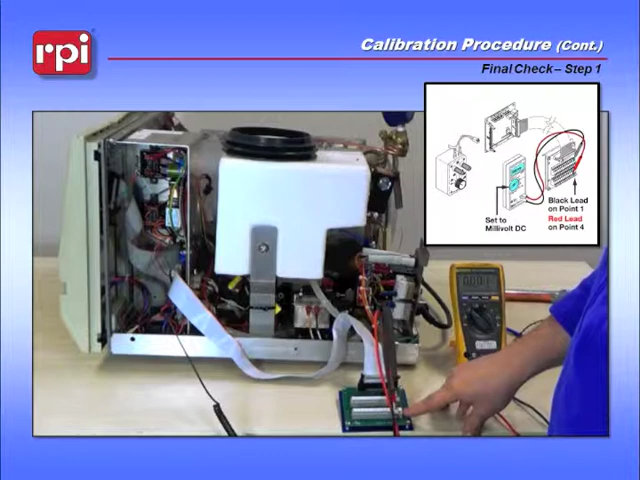 rpi
Calibration Procedure (Cont.)
Final Check – Step 1
Black Lead
on Point 1
Red Lead
on Point 4
Set to
Millivolt DC